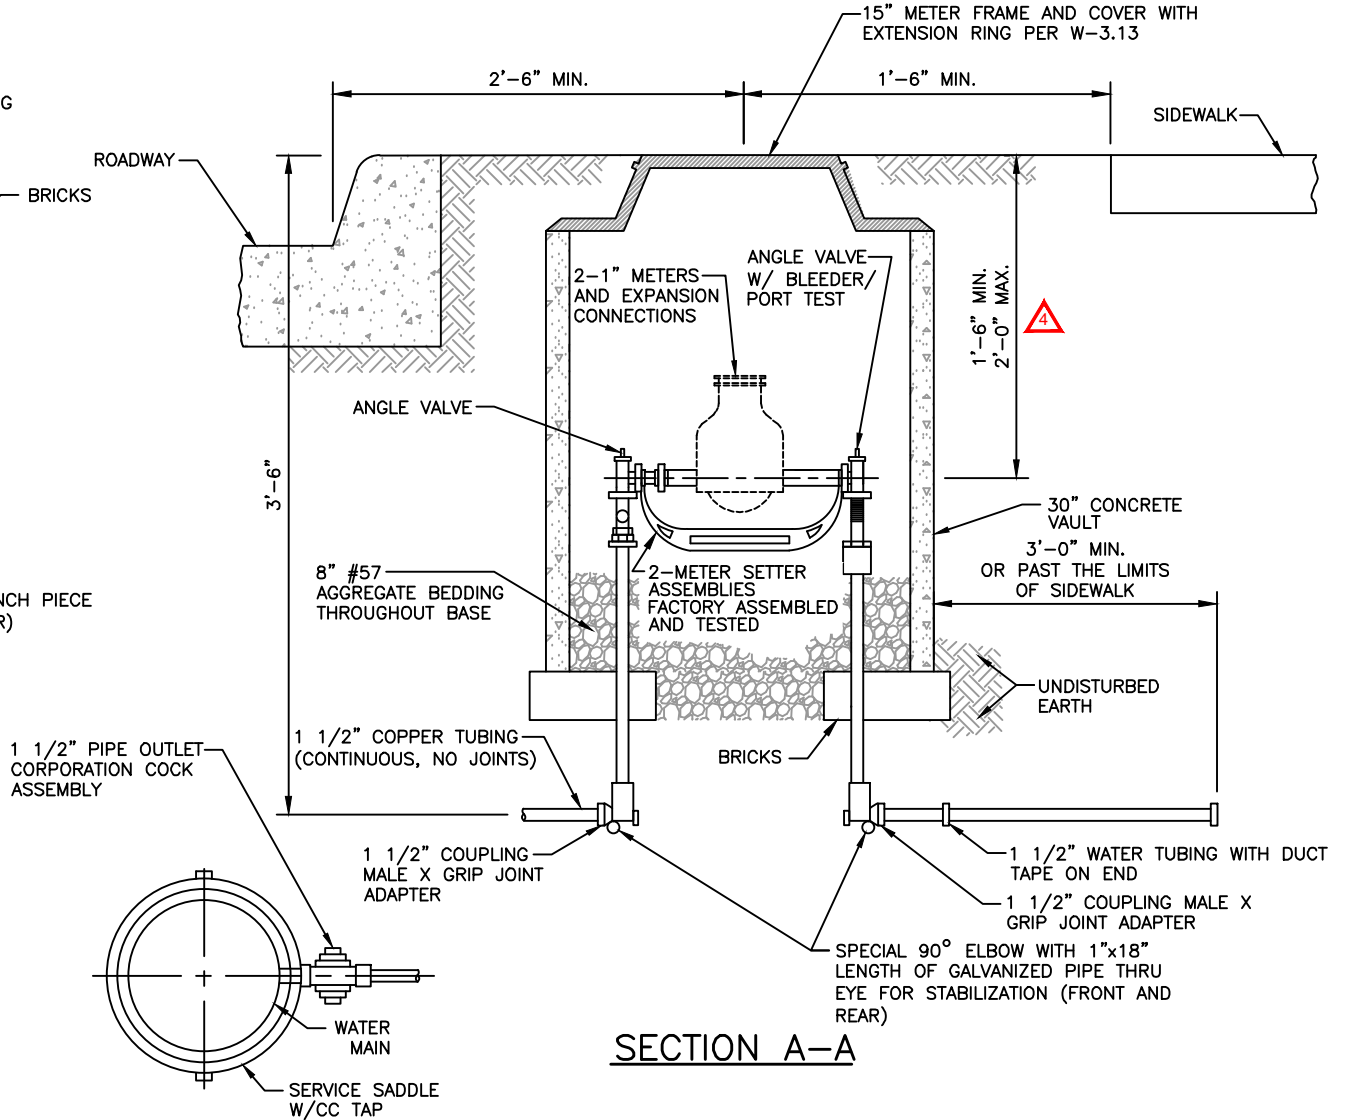 15" METER FRAME AND COVER WITH
EXTENSION RING PER W-3.13
2'-6" MIN.
1'-6" MIN.
G
SIDEWALK
ROADWAY
BRICKS
ANGLE VALVE
W/ BLEEDER/
PORT TEST
2-1" METERS
AND EXPANSION
CONNECTIONS
1'-6" MIN.
2'-0" MAX.
4
ANGLE VALVE
3'-6"
30" CONCRETE
VAULT
3'-0" MIN.
OR PAST THE LIMITS
OF SIDEWALK
8" #57
AGGREGATE BEDDING
THROUGHOUT BASE
2-METER SETTER
ASSEMBLIES
FACTORY ASSEMBLED
AND TESTED
NCH PIECE
R)
UNDISTURBED
EARTH
1 1/2" PIPE OUTLET
CORPORATION COCK
ASSEMBLY
1 1/2" COPPER TUBING
(CONTINUOUS, NO JOINTS)
BRICKS
1 1/2" COUPLING
MALE X GRIP JOINT
ADAPTER
1 1/2" WATER TUBING WITH DUCT
TAPE ON END
1 1/2" COUPLING MALE X
GRIP JOINT ADAPTER
SPECIAL 90° ELBOW WITH 1"x18"
LENGTH OF GALVANIZED PIPE THRU
EYE FOR STABILIZATION (FRONT AND
REAR)
WATER
MAIN
SECTION A-A
SERVICE SADDLE
W/CC TAP